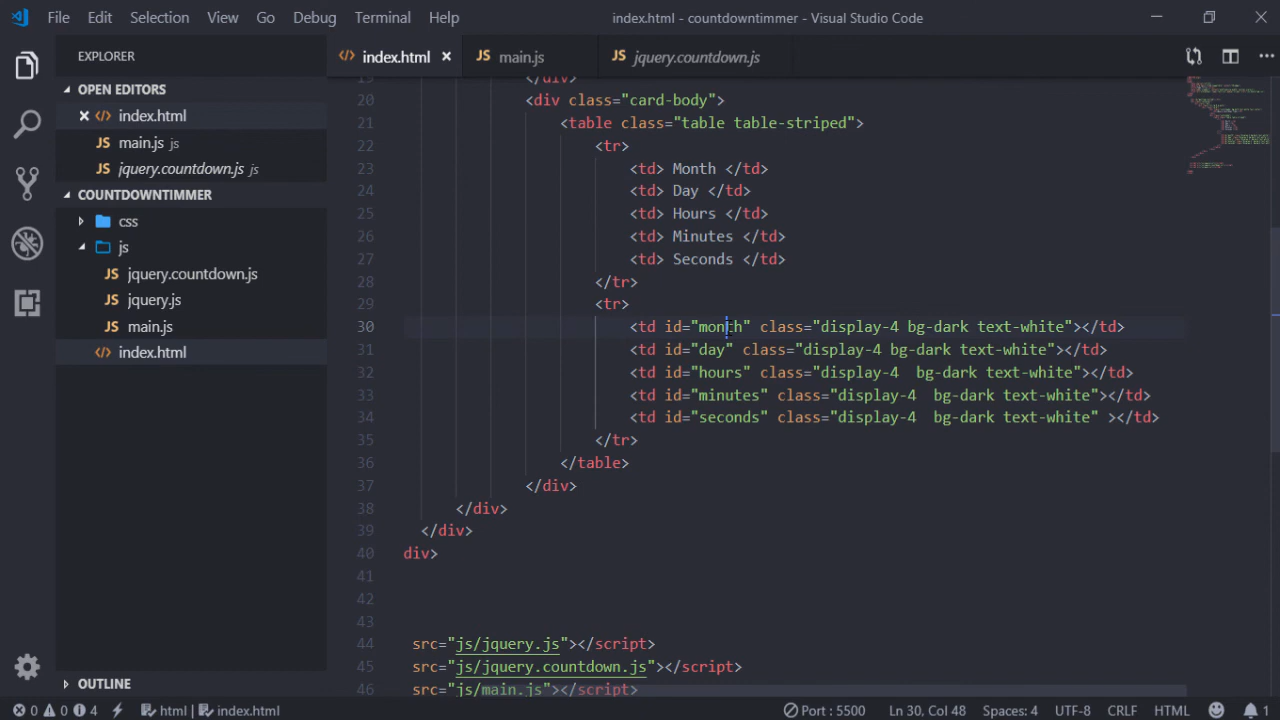 File Edit Selection View Go Debug Terminal Help index.html - countdowntimmer - Visual Studio Code
EXPLORER
OPEN EDITORS
index.html
main.js js
jquery.countdown.js js
COUNTDOWNTIMMER
css
js
JS jquery.countdown.js
JS jquery.js
JS main.js
<> index.html
OUTLINE
<> index.html × JS main.js JS jquery.countdown.js
19 </div>
20 <div class="card-body">
21 <table class="table table-striped">
22 <tr>
23 <td> Month </td>
24 <td> Day </td>
25 <td> Hours </td>
26 <td> Minutes </td>
27 <td> Seconds </td>
28 </tr>
29 <tr>
30 <td id="month" class="display-4 bg-dark text-white"></td>
31 <td id="day" class="display-4 bg-dark text-white"></td>
32 <td id="hours" class="display-4  bg-dark text-white"></td>
33 <td id="minutes" class="display-4  bg-dark text-white"></td>
34 <td id="seconds" class="display-4  bg-dark text-white" ></td>
35 </tr>
36 </table>
37 </div>
38 </div>
39 </div>
40 div>
41
42
43
44 src="js/jquery.js"></script>
45 src="js/jquery.countdown.js"></script>
46 src="js/main.js"></script>
0 0 4 html | index.html Port : 5500 Ln 30, Col 48 Spaces: 4 UTF-8 CRLF HTML 1